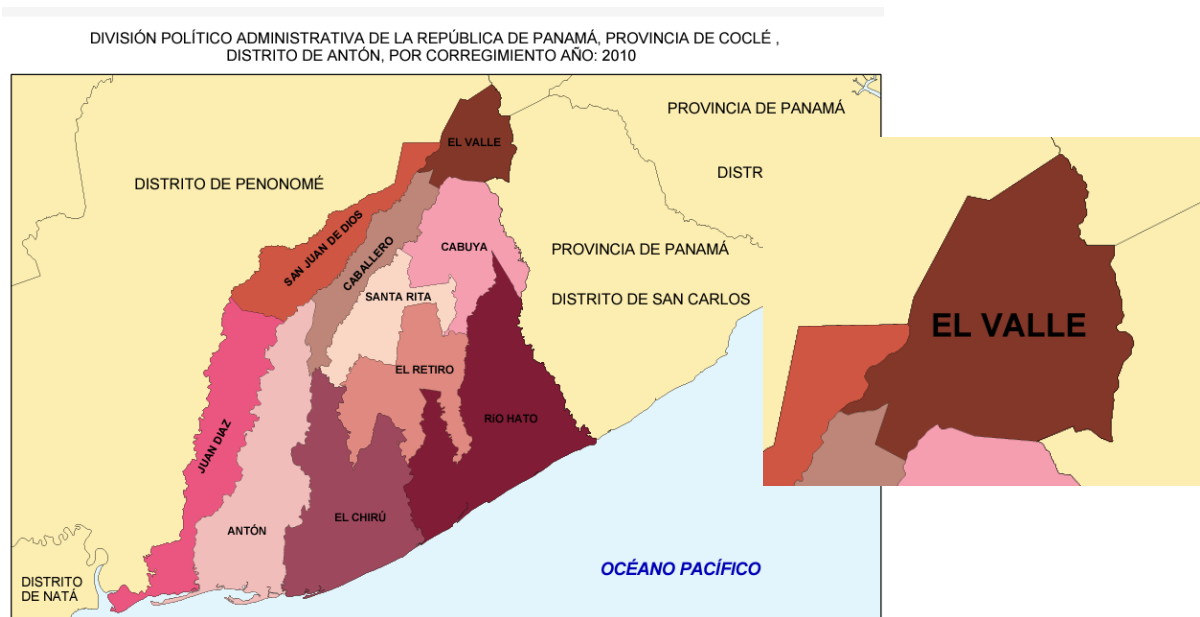 DIVISIÓN POLÍTICO ADMINISTRATIVA DE LA REPÚBLICA DE PANAMÁ, PROVINCIA DE COCLÉ ,
DISTRITO DE ANTÓN, POR CORREGIMIENTO AÑO: 2010
PROVINCIA DE PANAMÁ
EL VALLE
DISTR
DISTRITO DE PENONOMÉ
SAN JUAN DE DIOS
CABALLERO
CABUYA
PROVINCIA DE PANAMÁ
SANTA RITA
DISTRITO DE SAN CARLOS
EL VALLE
EL RETIRO
RíO HATO
JUAN DIAZ
EL CHIRÚ
ANTÓN
OCÉANO PACÍFICO
DISTRITO
DE NATÁ